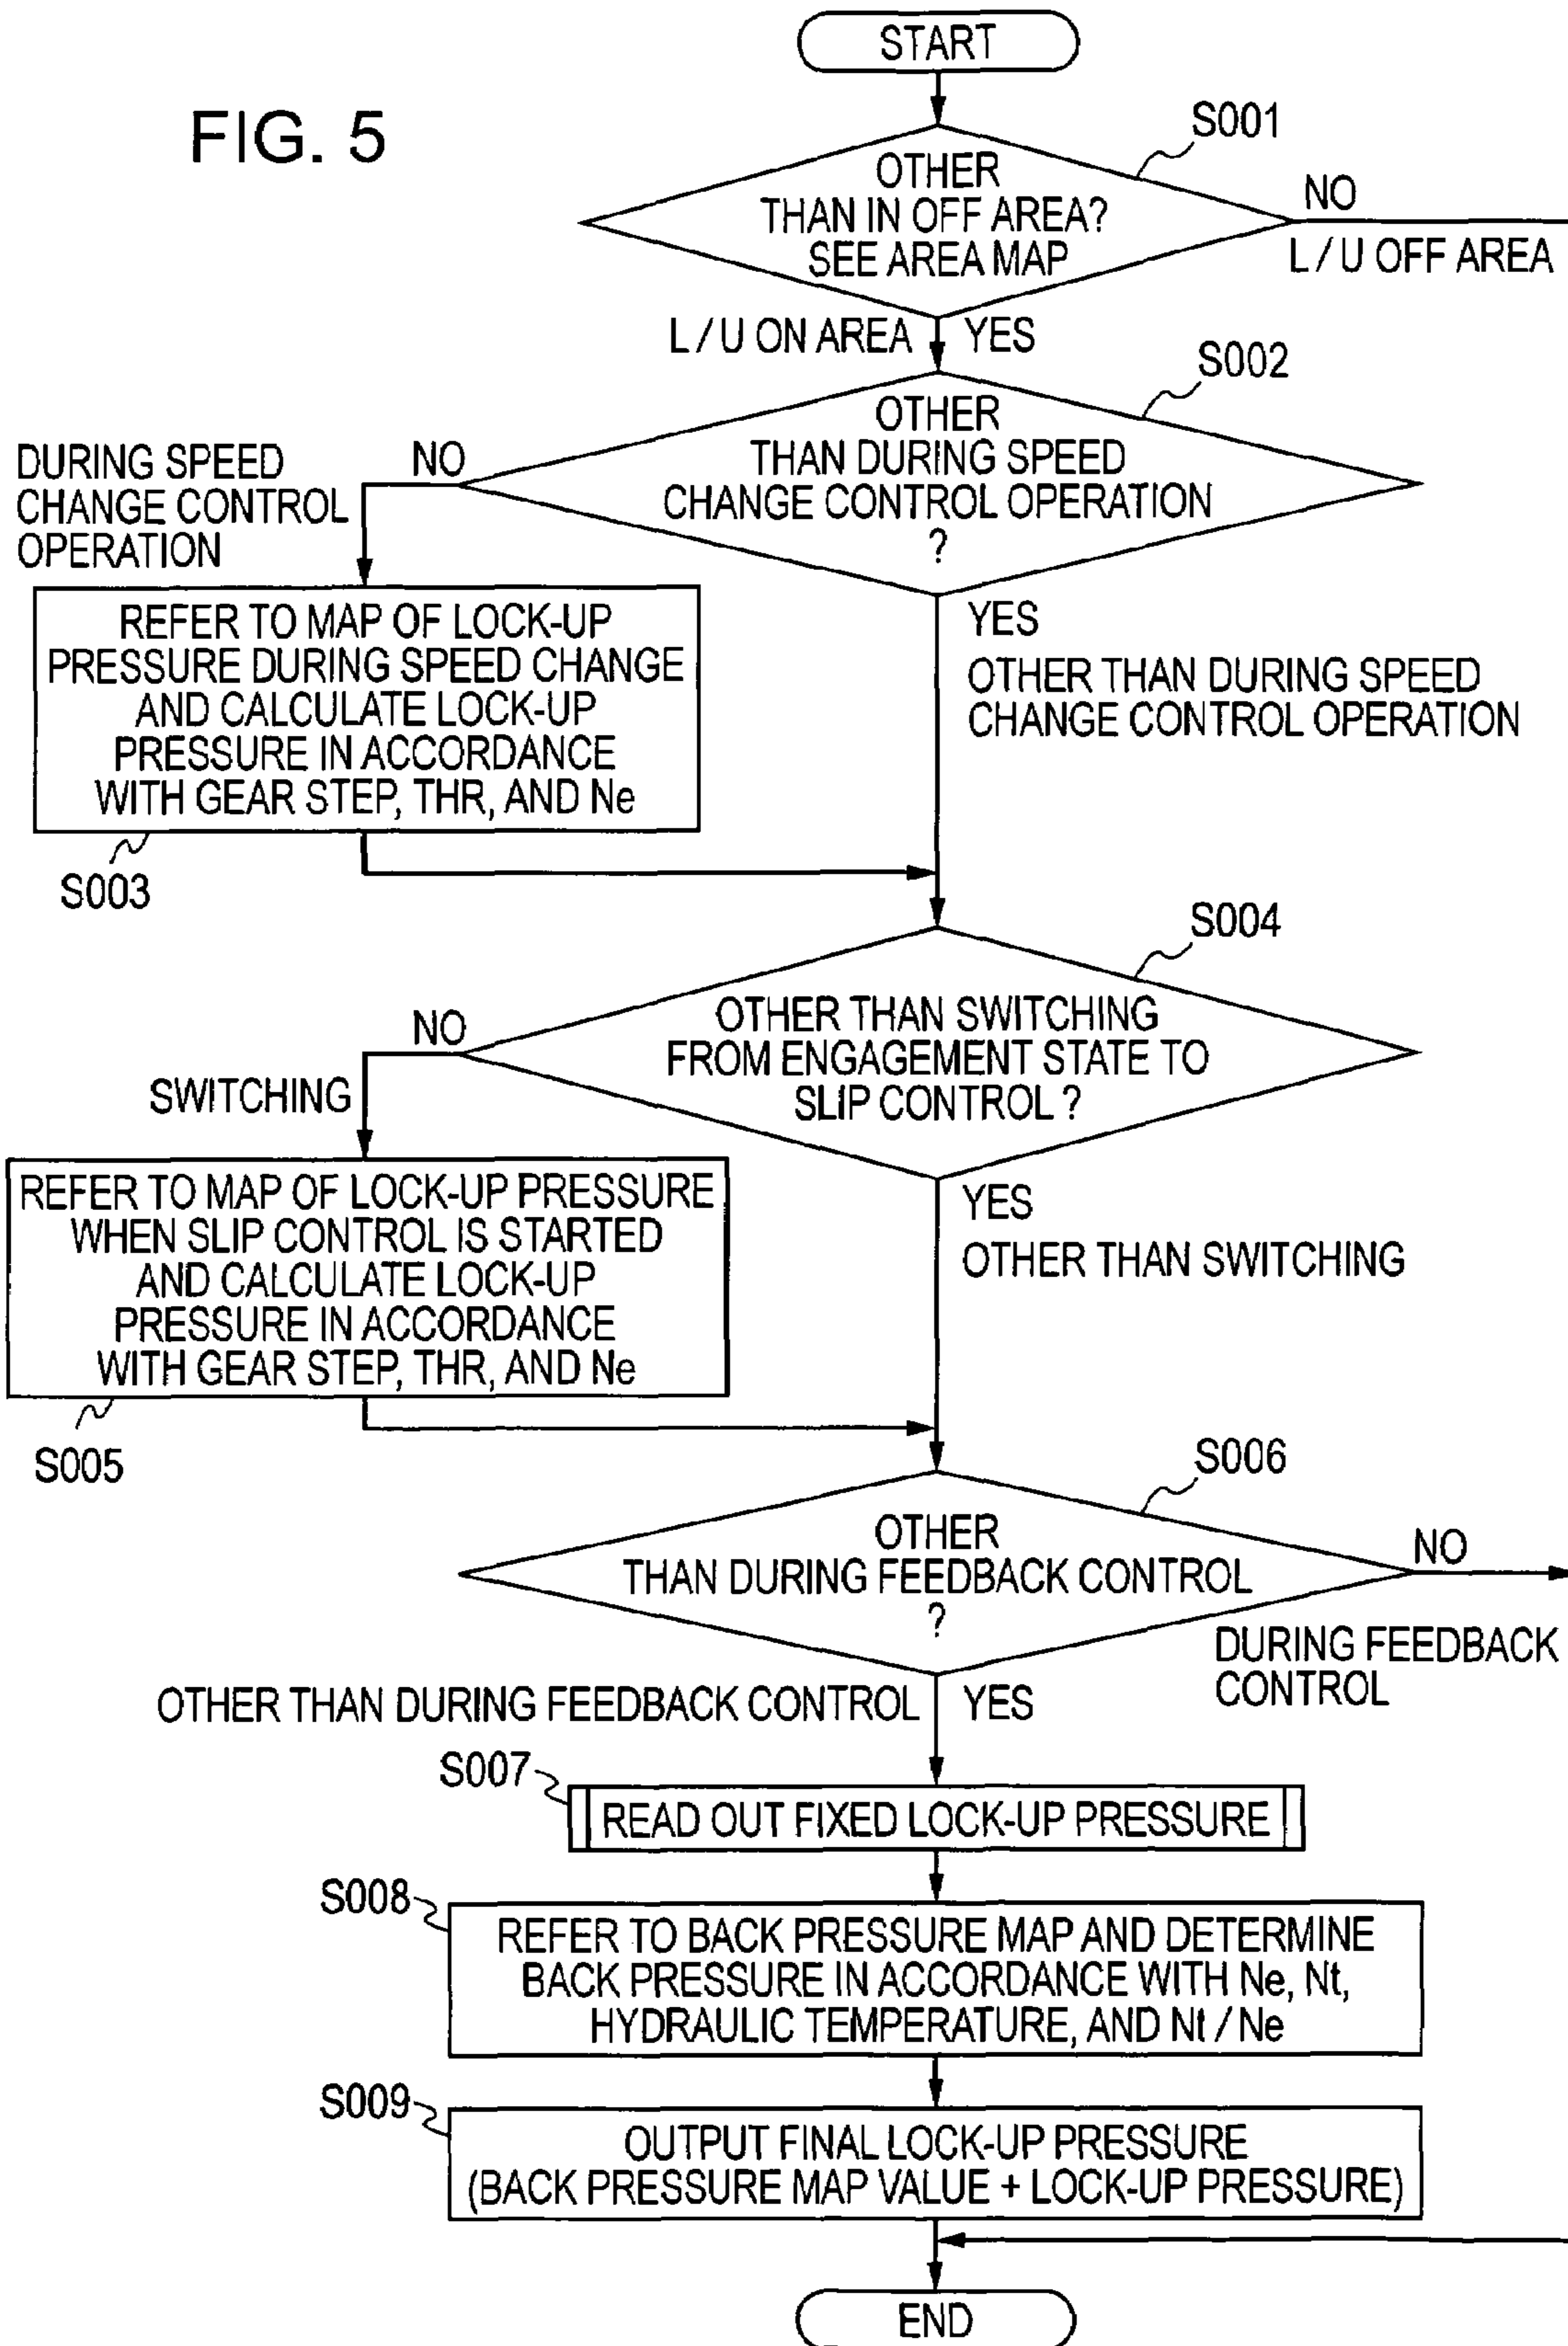 START
FIG. 5
S001
OTHER
THAN IN OFF AREA?
SEE AREA MAP
NO
L/U OFF AREA
L/U ON AREA
YES
S002
OTHER
THAN DURING SPEED
CHANGE CONTROL OPERATION
?
NO
DURING SPEED
CHANGE CONTROL
OPERATION
REFER TO MAP OF LOCK-UP
PRESSURE DURING SPEED CHANGE
AND CALCULATE LOCK-UP
PRESSURE IN ACCORDANCE
WITH GEAR STEP, THR, AND Ne
S003
YES
OTHER THAN DURING SPEED
CHANGE CONTROL OPERATION
S004
OTHER THAN SWITCHING
FROM ENGAGEMENT STATE TO
SLIP CONTROL ?
NO
SWITCHING
REFER TO MAP OF LOCK-UP PRESSURE
WHEN SLIP CONTROL IS STARTED
AND CALCULATE LOCK-UP
PRESSURE IN ACCORDANCE
WITH GEAR STEP, THR, AND Ne
S005
YES
OTHER THAN SWITCHING
S006
OTHER
THAN DURING FEEDBACK CONTROL
?
NO
DURING FEEDBACK
CONTROL
OTHER THAN DURING FEEDBACK CONTROL
YES
S007
READ OUT FIXED LOCK-UP PRESSURE
S008
REFER TO BACK PRESSURE MAP AND DETERMINE
BACK PRESSURE IN ACCORDANCE WITH Ne, Nt,
HYDRAULIC TEMPERATURE, AND Nt / Ne
S009
OUTPUT FINAL LOCK-UP PRESSURE
(BACK PRESSURE MAP VALUE + LOCK-UP PRESSURE)
END